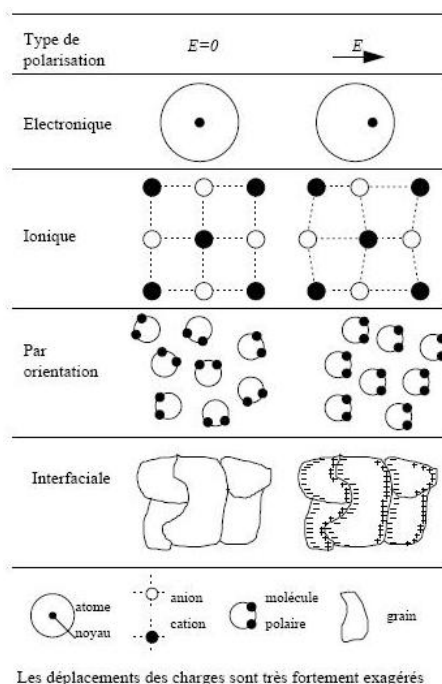 Type de
polarisation
E=0
E
Electronique
Ionique
Par
orientation
Interfaciale
atome
noyau
anion
cation
molécule
polaire
grain
Les déplacements des charges sont très fortement exagérés